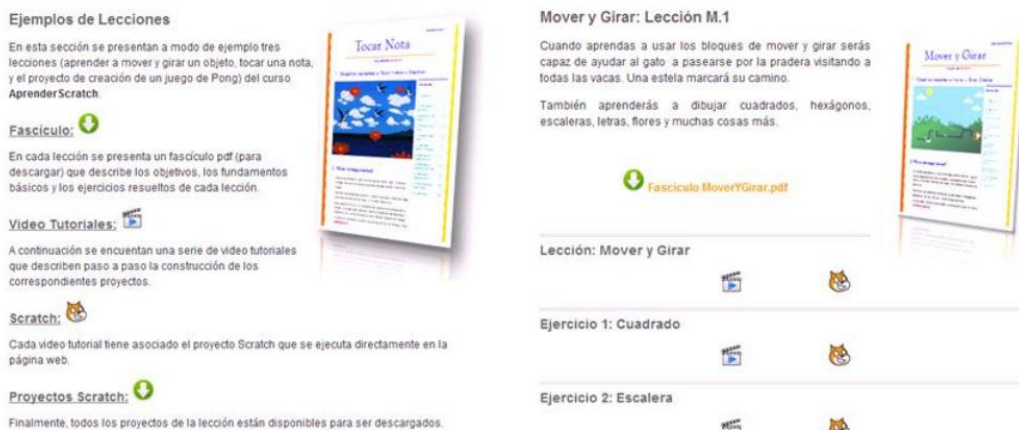 Ejemplos de Lecciones
En esta sección se presentan a modo de ejemplo tres
lecciones (aprender a mover y girar un objeto, tocar una nota,
y el proyecto de creación de un juego de Pong) del curso
AprenderScratch.
Fascículo:
En cada lección se presenta un fascículo pdf (para
descargar) que describe los objetivos, los fundamentos
básicos y los ejercicios resueltos de cada lección.
Video Tutoriales:
A continuación se encuentan una serie de video tutoriales
que describen paso a paso la construcción de los
correspondientes proyectos.
Scratch:
Cada video tutorial tiene asociado el proyecto Scratch que se ejecuta directamente en la
página web.
Proyectos Scratch:
Finalmente, todos los proyectos de la lección están disponibles para ser descargados.
Tocar Nota
Mover y Girar: Lección M.1
Cuando aprendas a usar los bloques de mover y girar serás
capaz de ayudar al gato a pasearse por la pradera visitando a
todas las vacas. Una estela marcará su camino.
También aprenderás a dibujar cuadrados, hexágonos,
escaleras, letras, flores y muchas cosas más.
Fascículo MoverYGirar.pdf
Mover y Girar
Lección: Mover y Girar
Ejercicio 1: Cuadrado
Ejercicio 2: Escalera